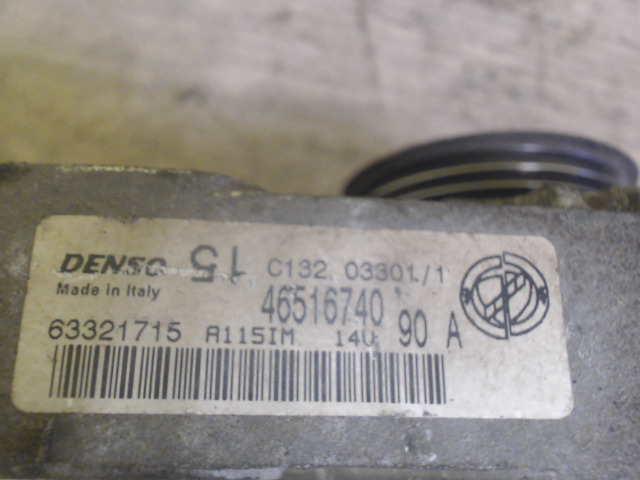 DENSO 15 C132 03301/1
Made in Italy 46516740
63321715 A115IM 14V 90 A